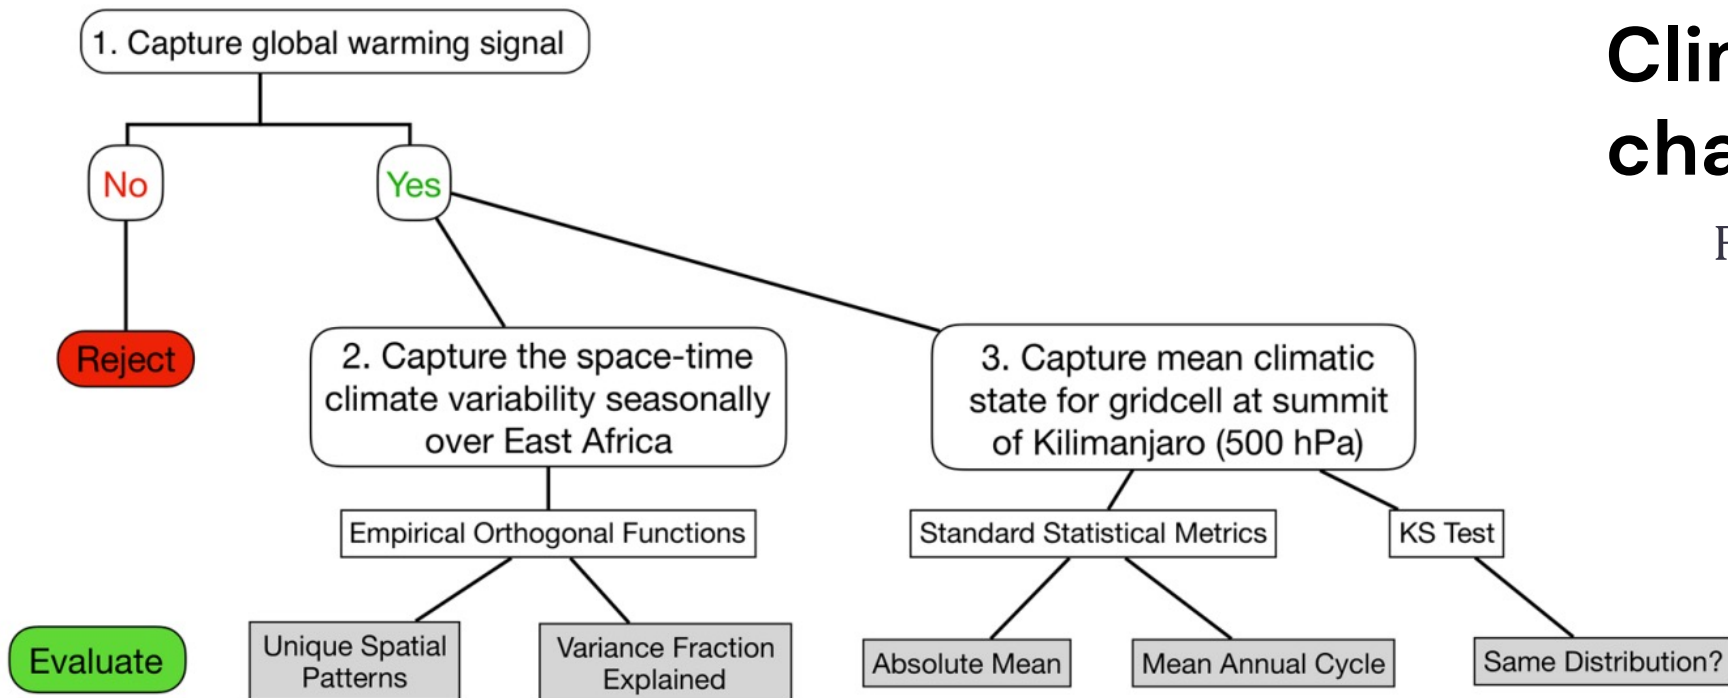 1. Capture global warming signal
No
Yes
Reject
2. Capture the space-time
climate variability seasonally
over East Africa
3. Capture mean climatic
state for gridcell at summit
of Kilimanjaro (500 hPa)
Empirical Orthogonal Functions
Standard Statistical Metrics
KS Test
Evaluate
Unique Spatial
Patterns
Variance Fraction
Explained
Absolute Mean
Mean Annual Cycle
Same Distribution?